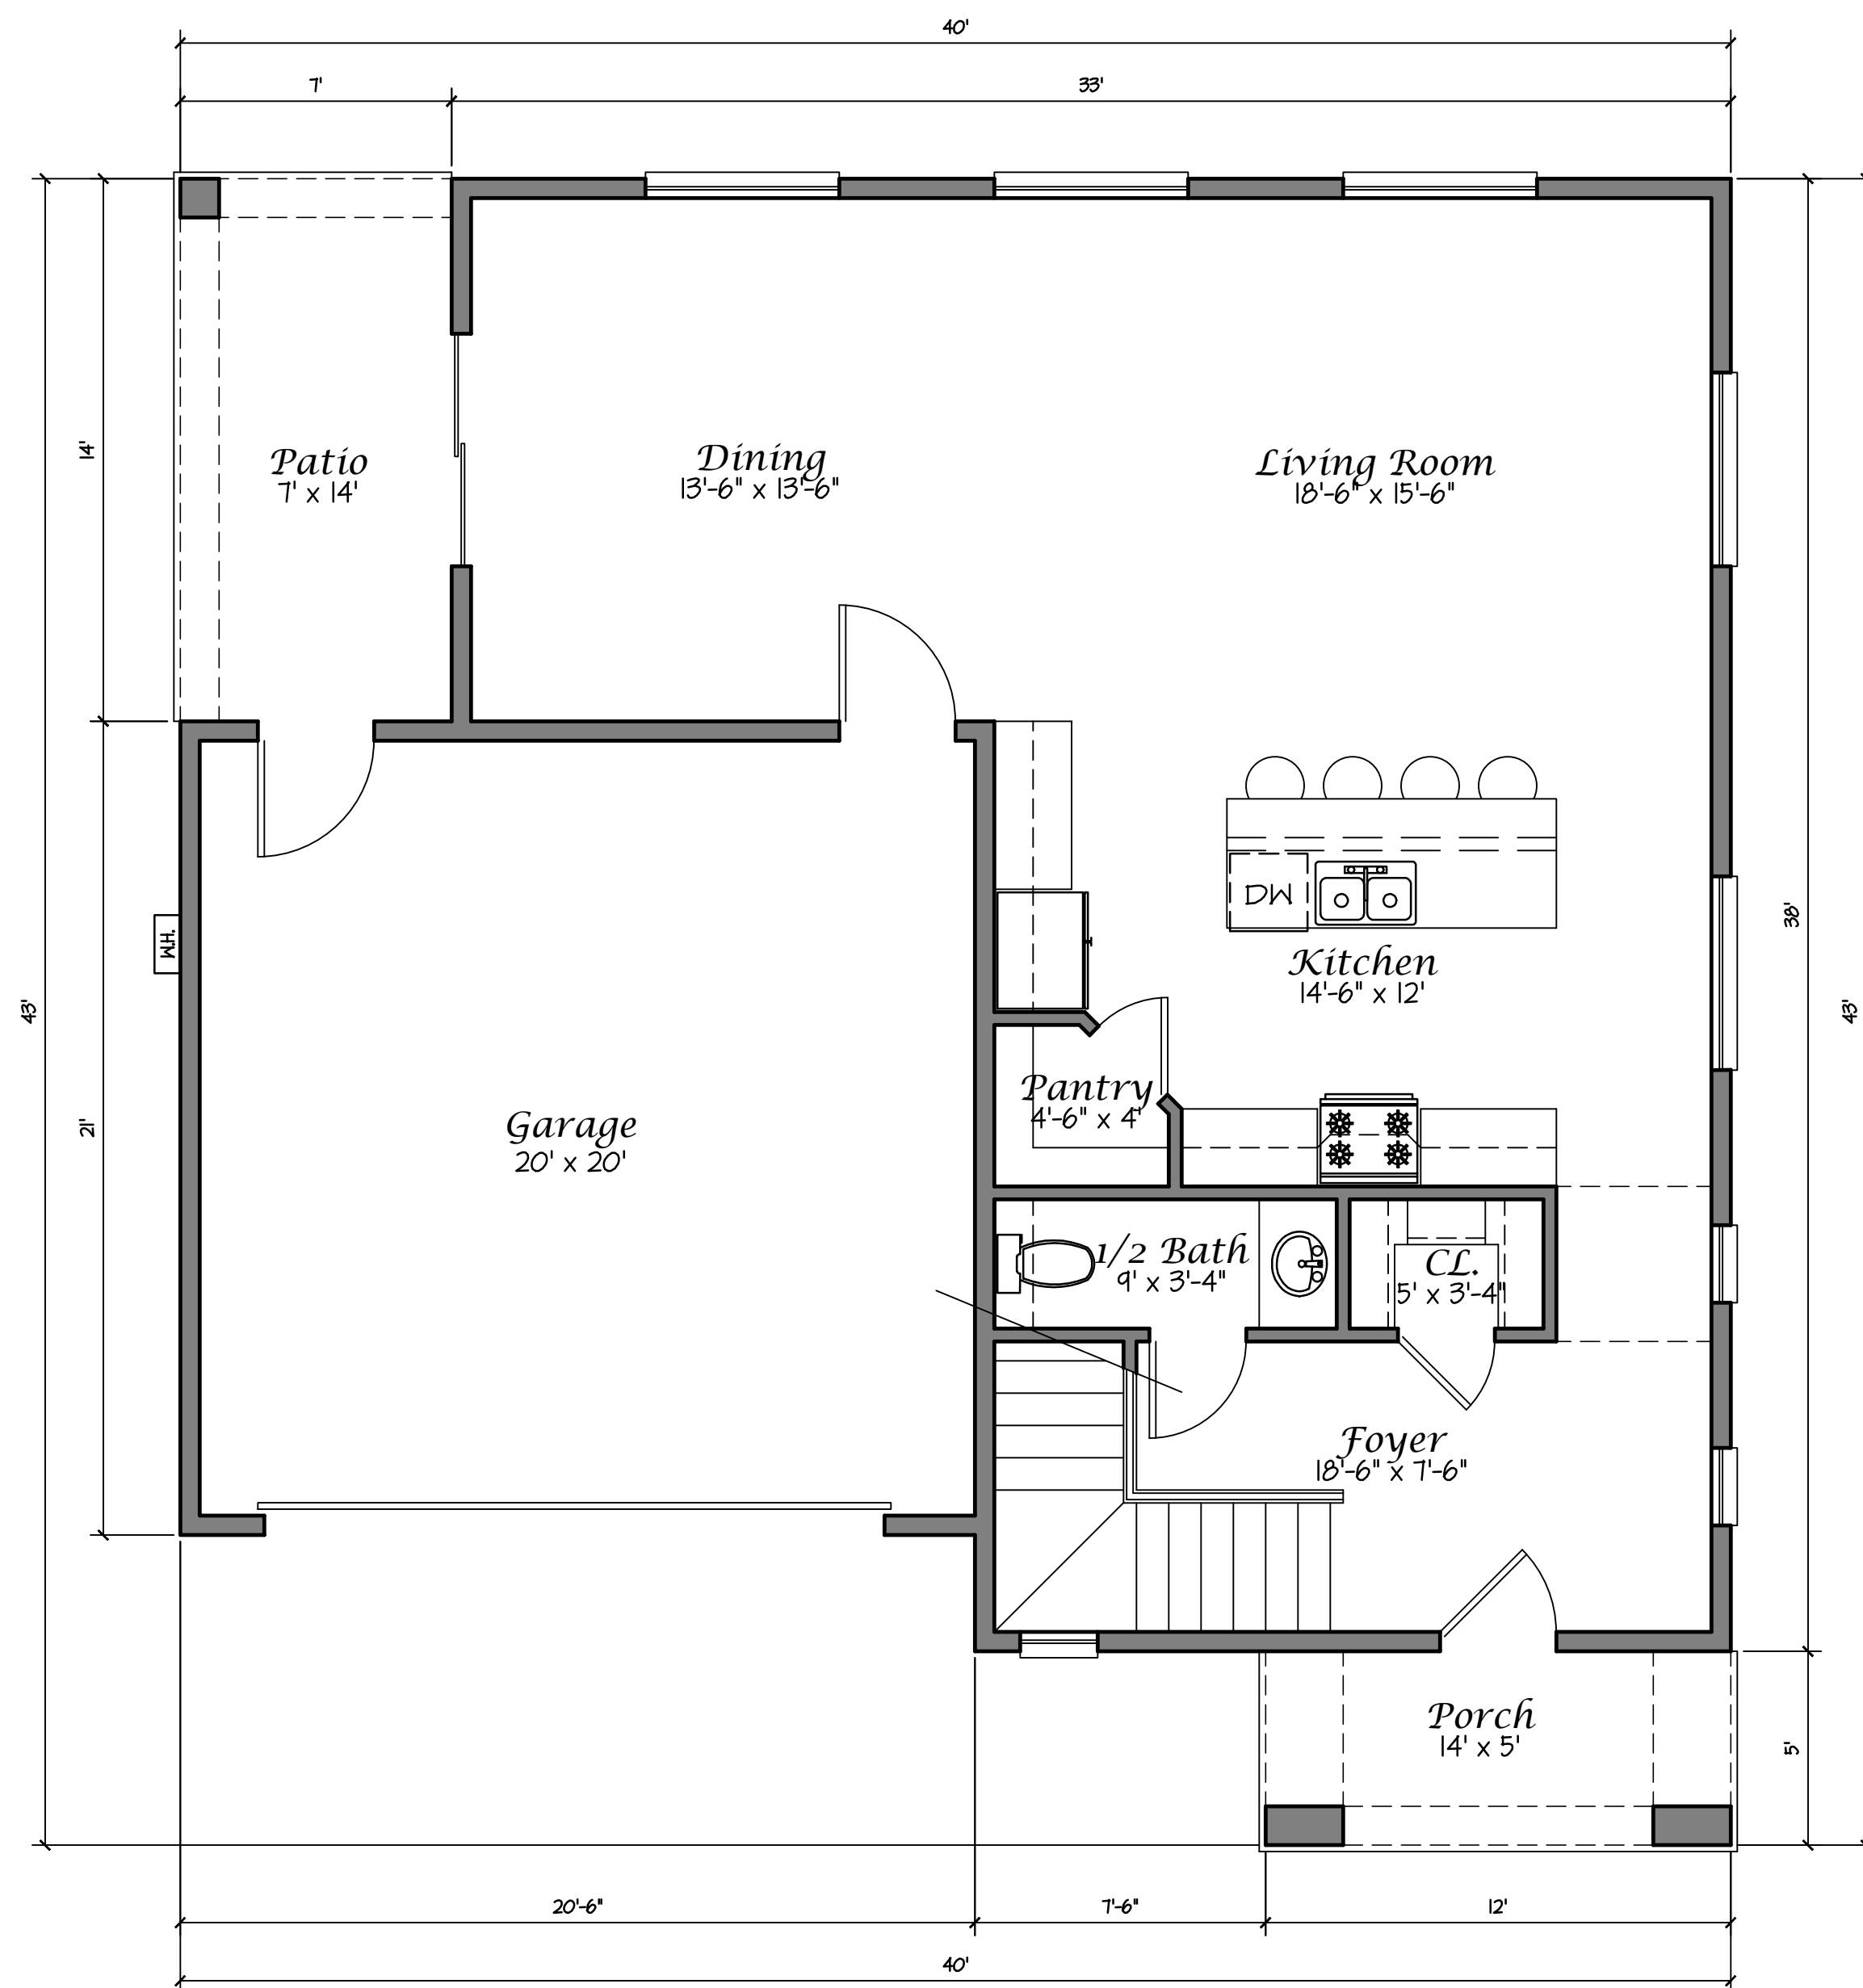 40'
7'
33'
Patio
7' x 14'
Dining
13'-6" x 13'-6"
Living Room
18'-6" x 15'-6"
14'
DW
H.M.
38'
43'
43'
Kitchen
14'-6" x 12'
Pantry
4'-6" x 4'
Garage
20' x 20'
21'
1/2 Bath
9' x 3'-4"
CL.
5' x 3'-4"
Foyer
18'-6" x 7'-6"
Porch
14' x 5'
5'
20'-6"
7'-6"
12'
40'